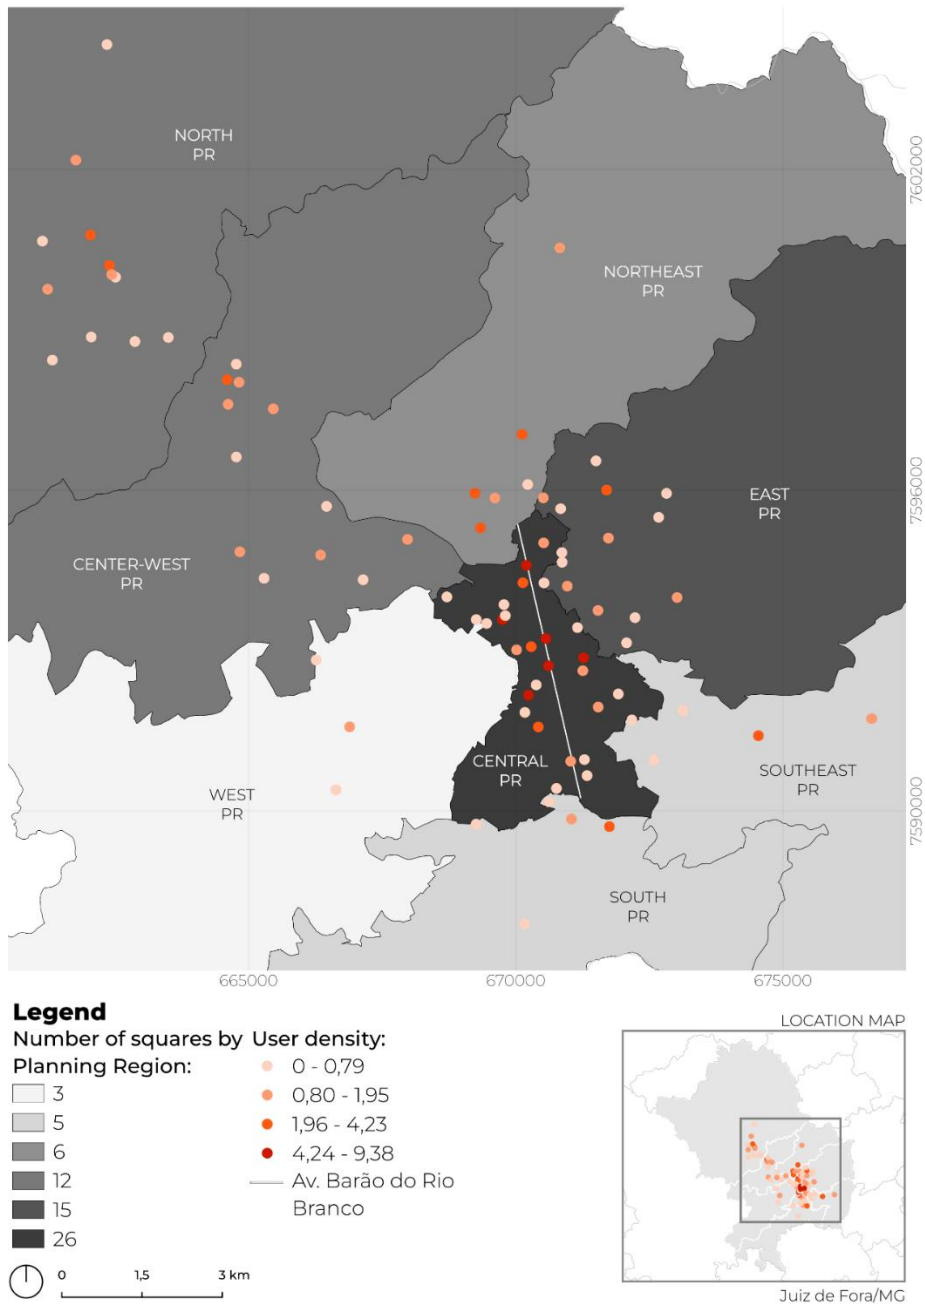 NORTH
PR
7602000
NORTHEAST
PR
7596000
EAST
PR
CENTER-WEST
PR
CENTRAL
PR
SOUTHEAST
PR
WEST
PR
7590000
SOUTH
PR
665000
670000
675000
Legend
Number of squares by
Planning Region:
3
5
6
12
15
26
User density:
0 - 0,79
0,80 - 1,95
1,96 - 4,23
4,24 - 9,38
Av. Barão do Rio
Branco
0 1,5 3 km
LOCATION MAP
Juiz de Fora/MG